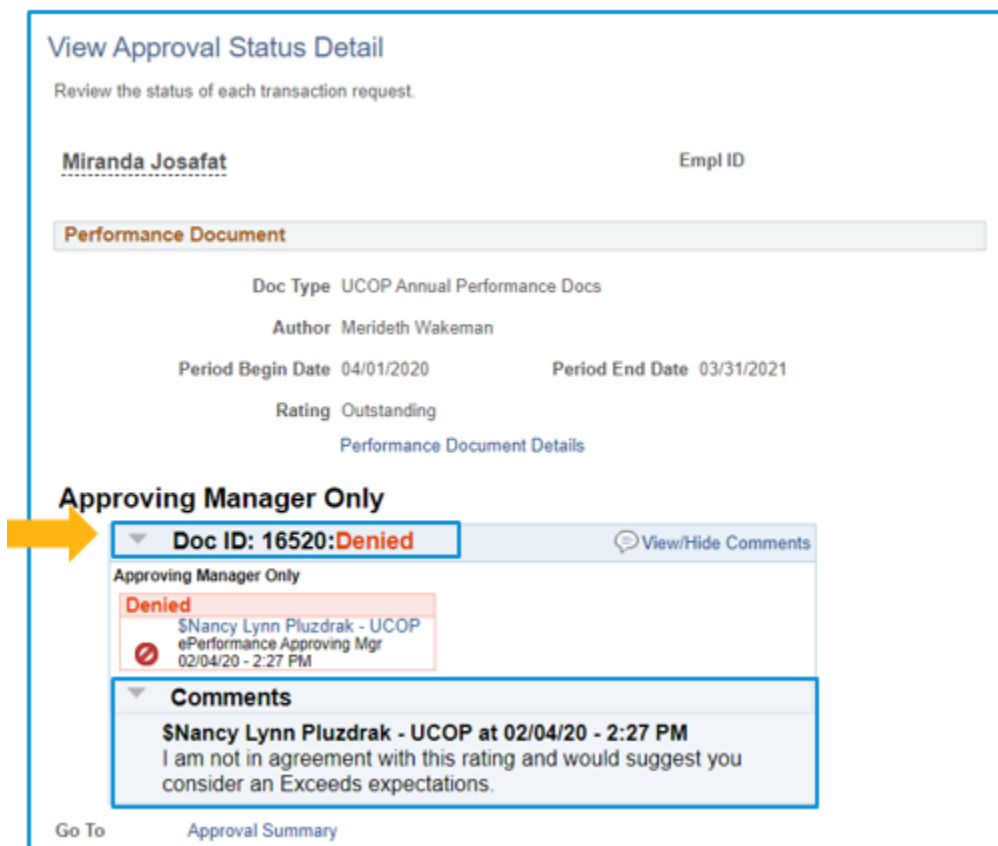 View Approval Status Detail
Review the status of each transaction request.
Miranda Josafat Empl ID
Performance Document
Doc Type UCOP Annual Performance Docs
Author Merideth Wakeman
Period Begin Date 04/01/2020 Period End Date 03/31/2021
Rating Outstanding
Performance Document Details
Approving Manager Only
Doc ID: 16520:Denied View/Hide Comments
Approving Manager Only
Denied
$Nancy Lynn Pluzdrak - UCOP
ePerformance Approving Mgr
02/04/20 - 2:27 PM
Comments
$Nancy Lynn Pluzdrak - UCOP at 02/04/20 - 2:27 PM
I am not in agreement with this rating and would suggest you
consider an Exceeds expectations.
Go To Approval Summary